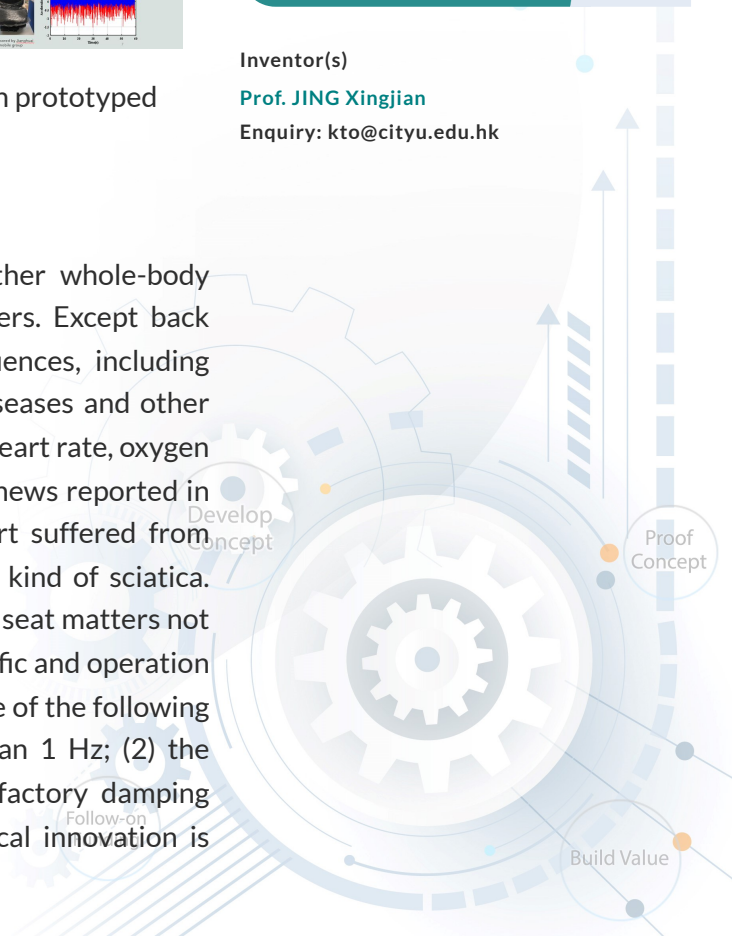 n prototyped
Inventor(s)
Prof. JING Xingjian
Enquiry: kto@cityu.edu.hk
ther whole-body
ers. Except back
uences, including
seases and other
eart rate, oxygen
news reported in
rt suffered from
kind of sciatica.
seat matters not
fic and operation
e of the following
an 1 Hz; (2) the
factory damping
cal innovation is
Develop
Concept
Proof
Concept
Follow-on
Build Value